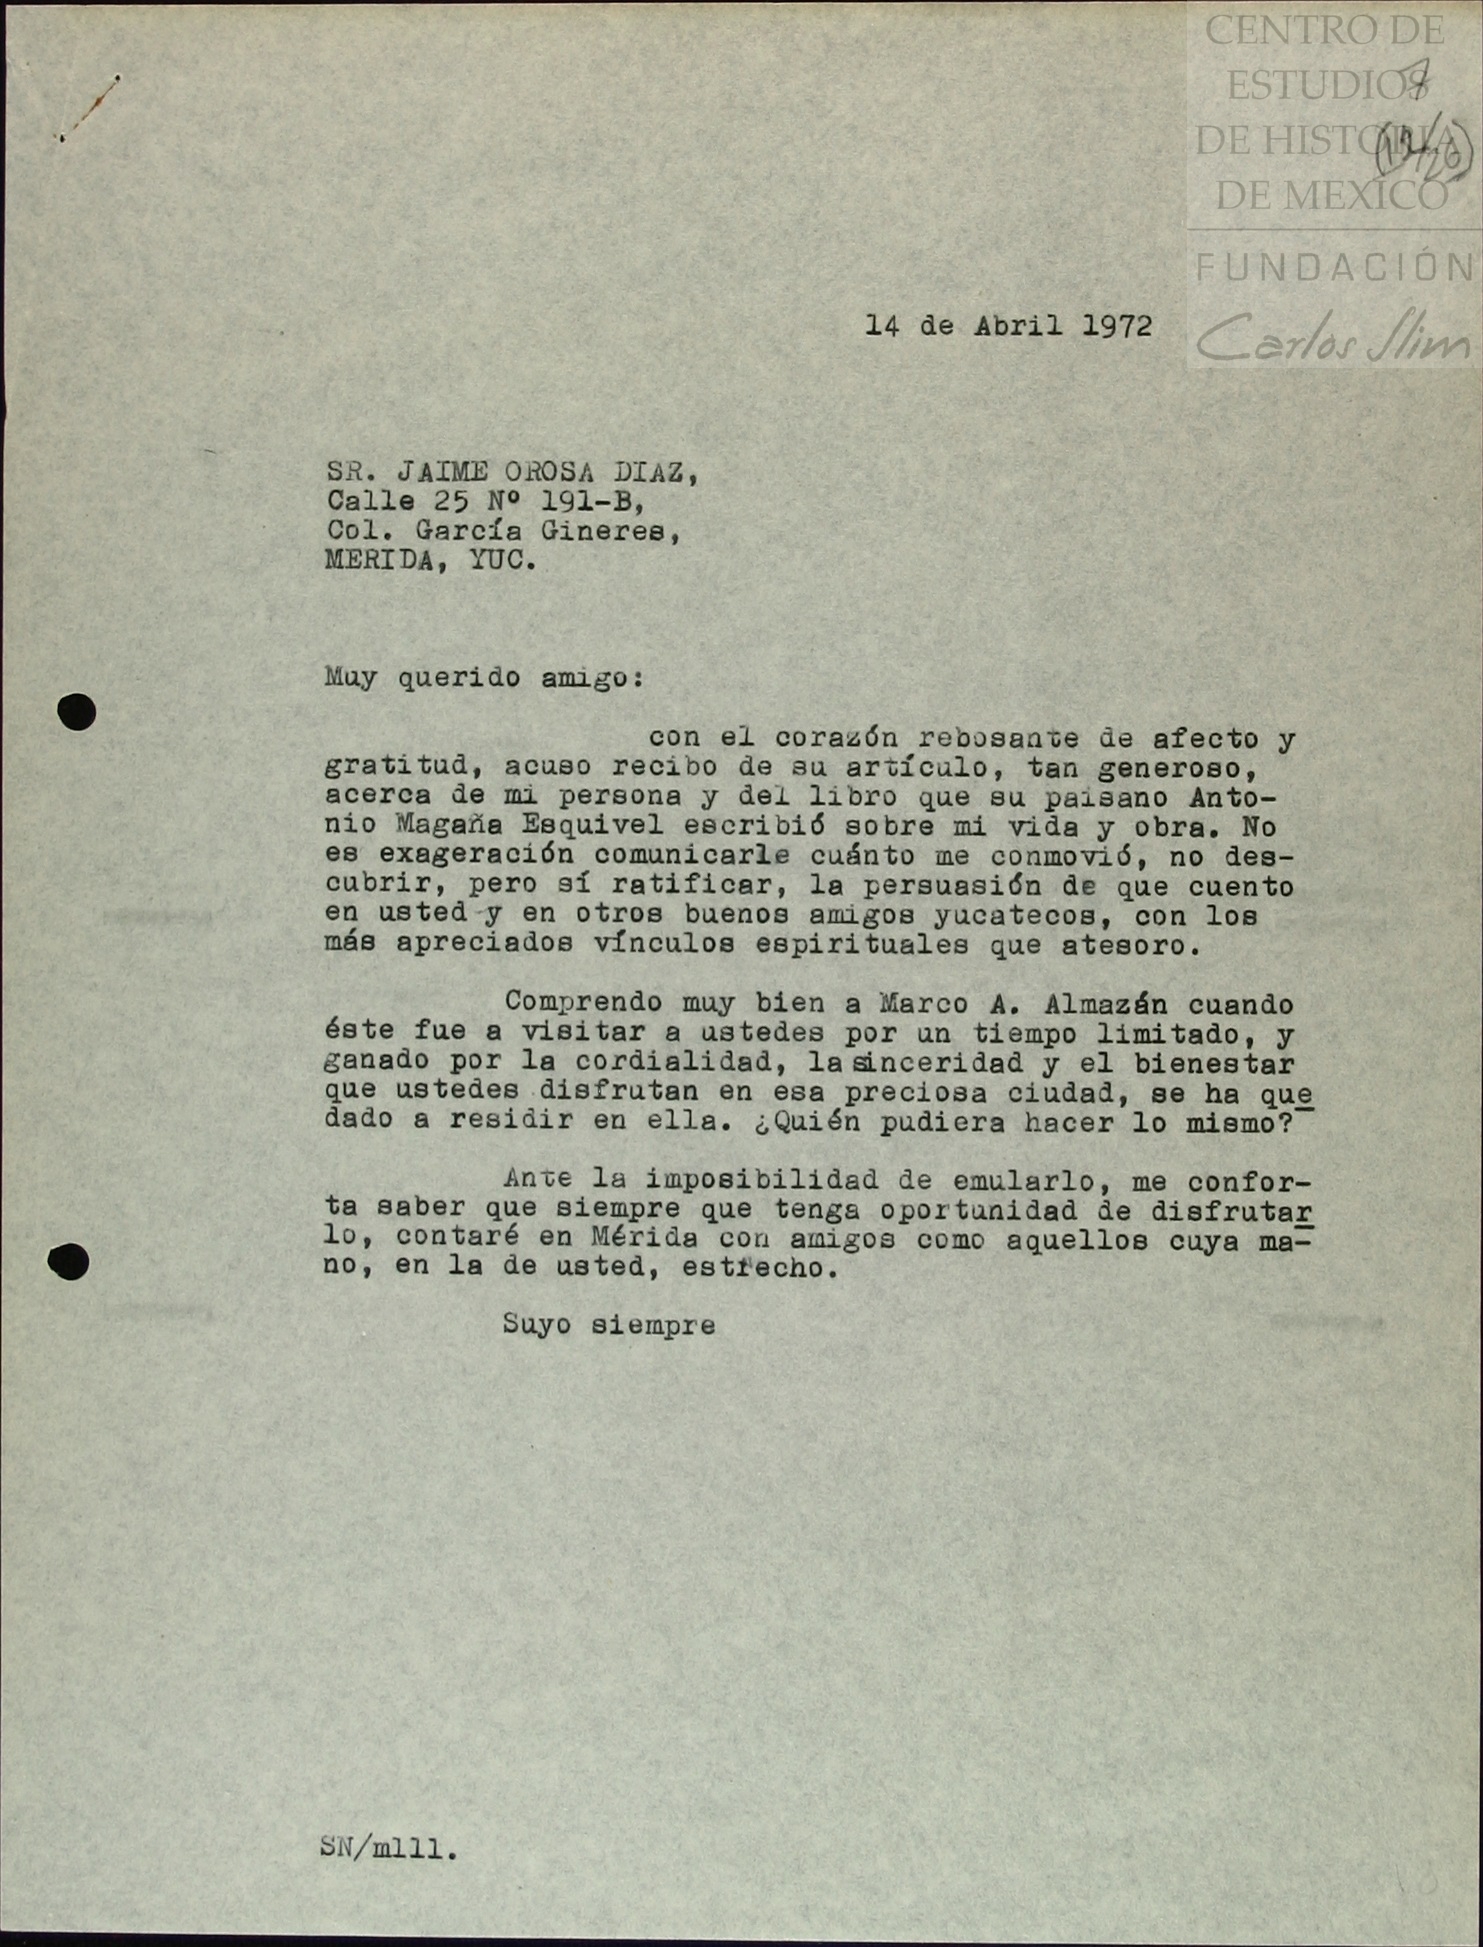 CENTRO DE
ESTUDIOS
DE HISTORIA
DE MEXICO
FUNDACIÓN
Carlos Slim
14 de Abril 1972
SR. JAIME OROSA DIAZ,
Calle 25 Nº 191-B,
Col. García Gineres,
MERIDA, YUC.
Muy querido amigo:
con el corazón rebosante de afecto y
gratitud, acuso recibo de su artículo, tan generoso,
acerca de mi persona y del libro que su paisano Anto-
nio Magaña Esquivel escribió sobre mi vida y obra. No
es exageración comunicarle cuánto me conmovió, no des-
cubrir, pero sí ratificar, la persuasión de que cuento
en usted y en otros buenos amigos yucatecos, con los
más apreciados vínculos espirituales que atesoro.
Comprendo muy bien a Marco A. Almazán cuando
éste fue a visitar a ustedes por un tiempo limitado, y
ganado por la cordialidad, la sinceridad y el bienestar
que ustedes disfrutan en esa preciosa ciudad, se ha que
dado a residir en ella. ¿Quién pudiera hacer lo mismo?
Ante la imposibilidad de emularlo, me confor-
ta saber que siempre que tenga oportunidad de disfrutar
lo, contaré en Mérida con amigos como aquellos cuya ma-
no, en la de usted, estrecho.
Suyo siempre
SN/mlll.